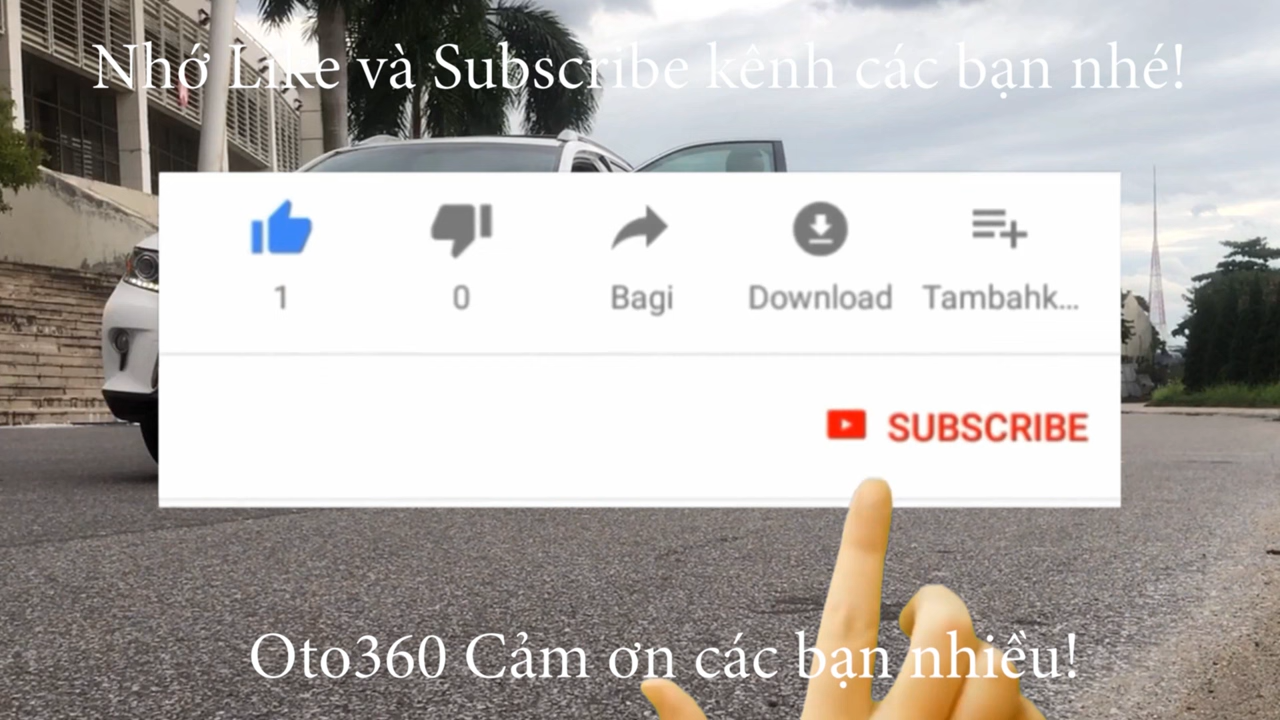 Nhớ Like và Subscribe kênh các bạn nhé!
1 0 Bagi Download Tambahk...
SUBSCRIBE
Oto360 Cảm ơn các bạn nhiều!